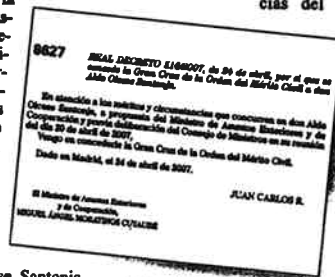 cias del
8627
REAL DECRETO 516/2007, de 24 de abril, por el que se
concede la Gran Cruz de la Orden del Mérito Civil a don
Aldo Olcese Santonja.
En atención a los méritos y circunstancias que concurren en don Aldo
Olcese Santonja, a propuesta del Ministro de Asuntos Exteriores y de
Cooperación y previa deliberación del Consejo de Ministros en su reunión
del día 20 de abril de 2007,
Vengo en concederle la Gran Cruz de la Orden del Mérito Civil.
Dado en Madrid, el 24 de abril de 2007.
JUAN CARLOS R.
El Ministro de Asuntos Exteriores
y de Cooperación,
MIGUEL ÁNGEL MORATINOS CUYAUBÉ